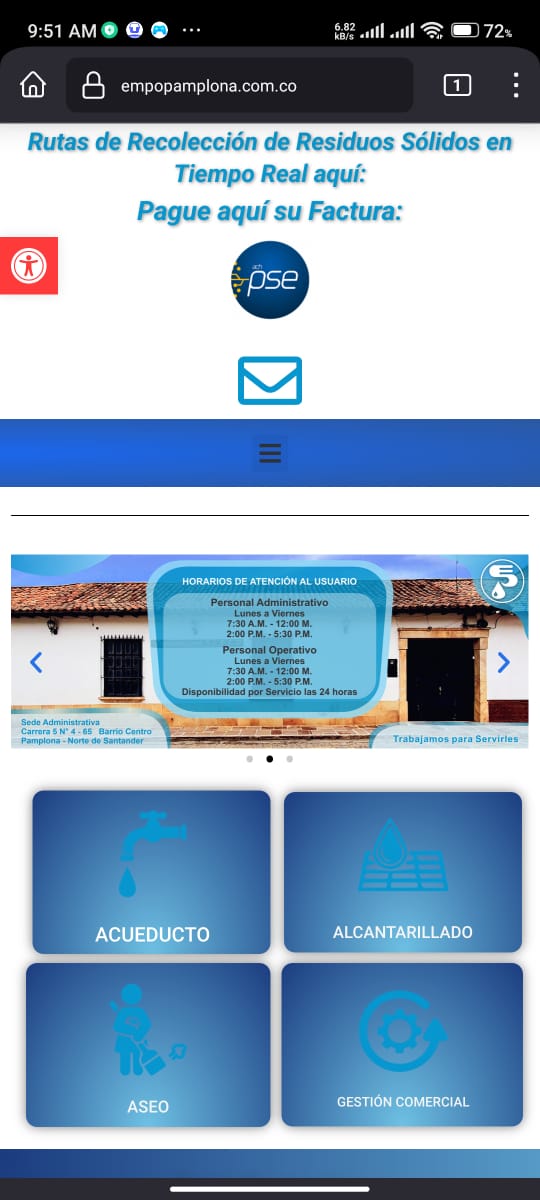 9:51 AM
6.82
kB/s
72%
empopamplona.com.co
1
Rutas de Recolección de Residuos Sólidos en
Tiempo Real aquí:
Pague aquí su Factura:
ach
pse
HORARIOS DE ATENCIÓN AL USUARIO
Personal Administrativo
Lunes a Viernes
7:30 A.M. - 12:00 M.
2:00 P.M. - 5:30 P.M.
Personal Operativo
Lunes a Viernes
7:30 A.M. - 12:00 M.
2:00 P.M. - 5:30 P.M.
Disponibilidad por Servicio las 24 horas
Sede Administrativa
Carrera 5 N° 4 - 65 Barrio Centro
Pamplona - Norte de Santander
Trabajamos para Servirles
ACUEDUCTO
ALCANTARILLADO
ASEO
GESTIÓN COMERCIAL